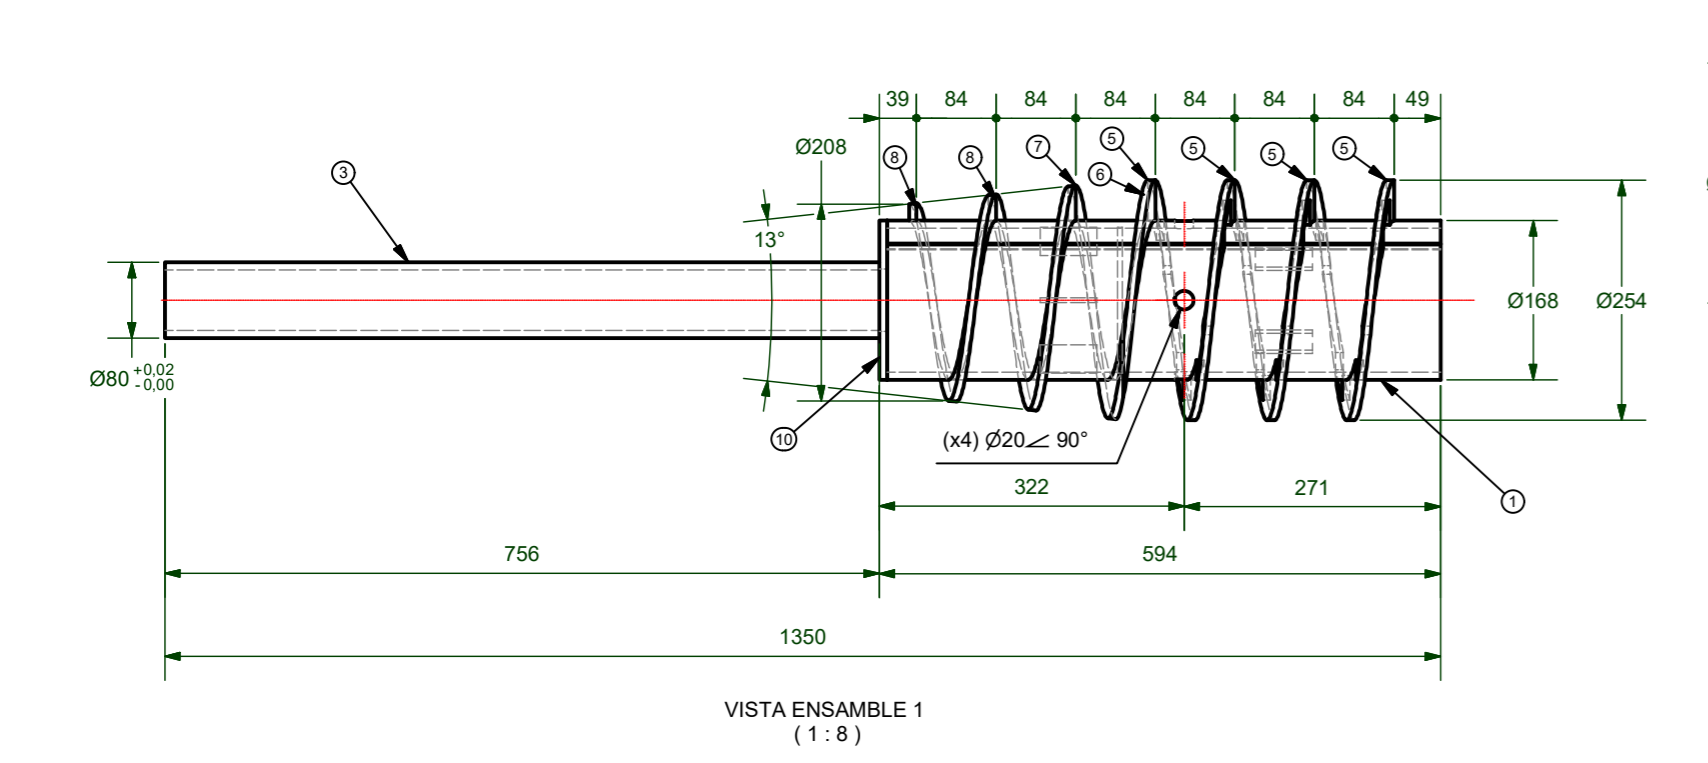 39 84 84 84 84 84 84 49
Ø208
5 5 5 5
8 8 7
3
6
13°
Ø168 Ø254
Ø80 +0,02
- 0,00
10
(x4) Ø20∠ 90°
322 271
1
756 594
1350
VISTA ENSAMBLE 1
( 1 : 8 )